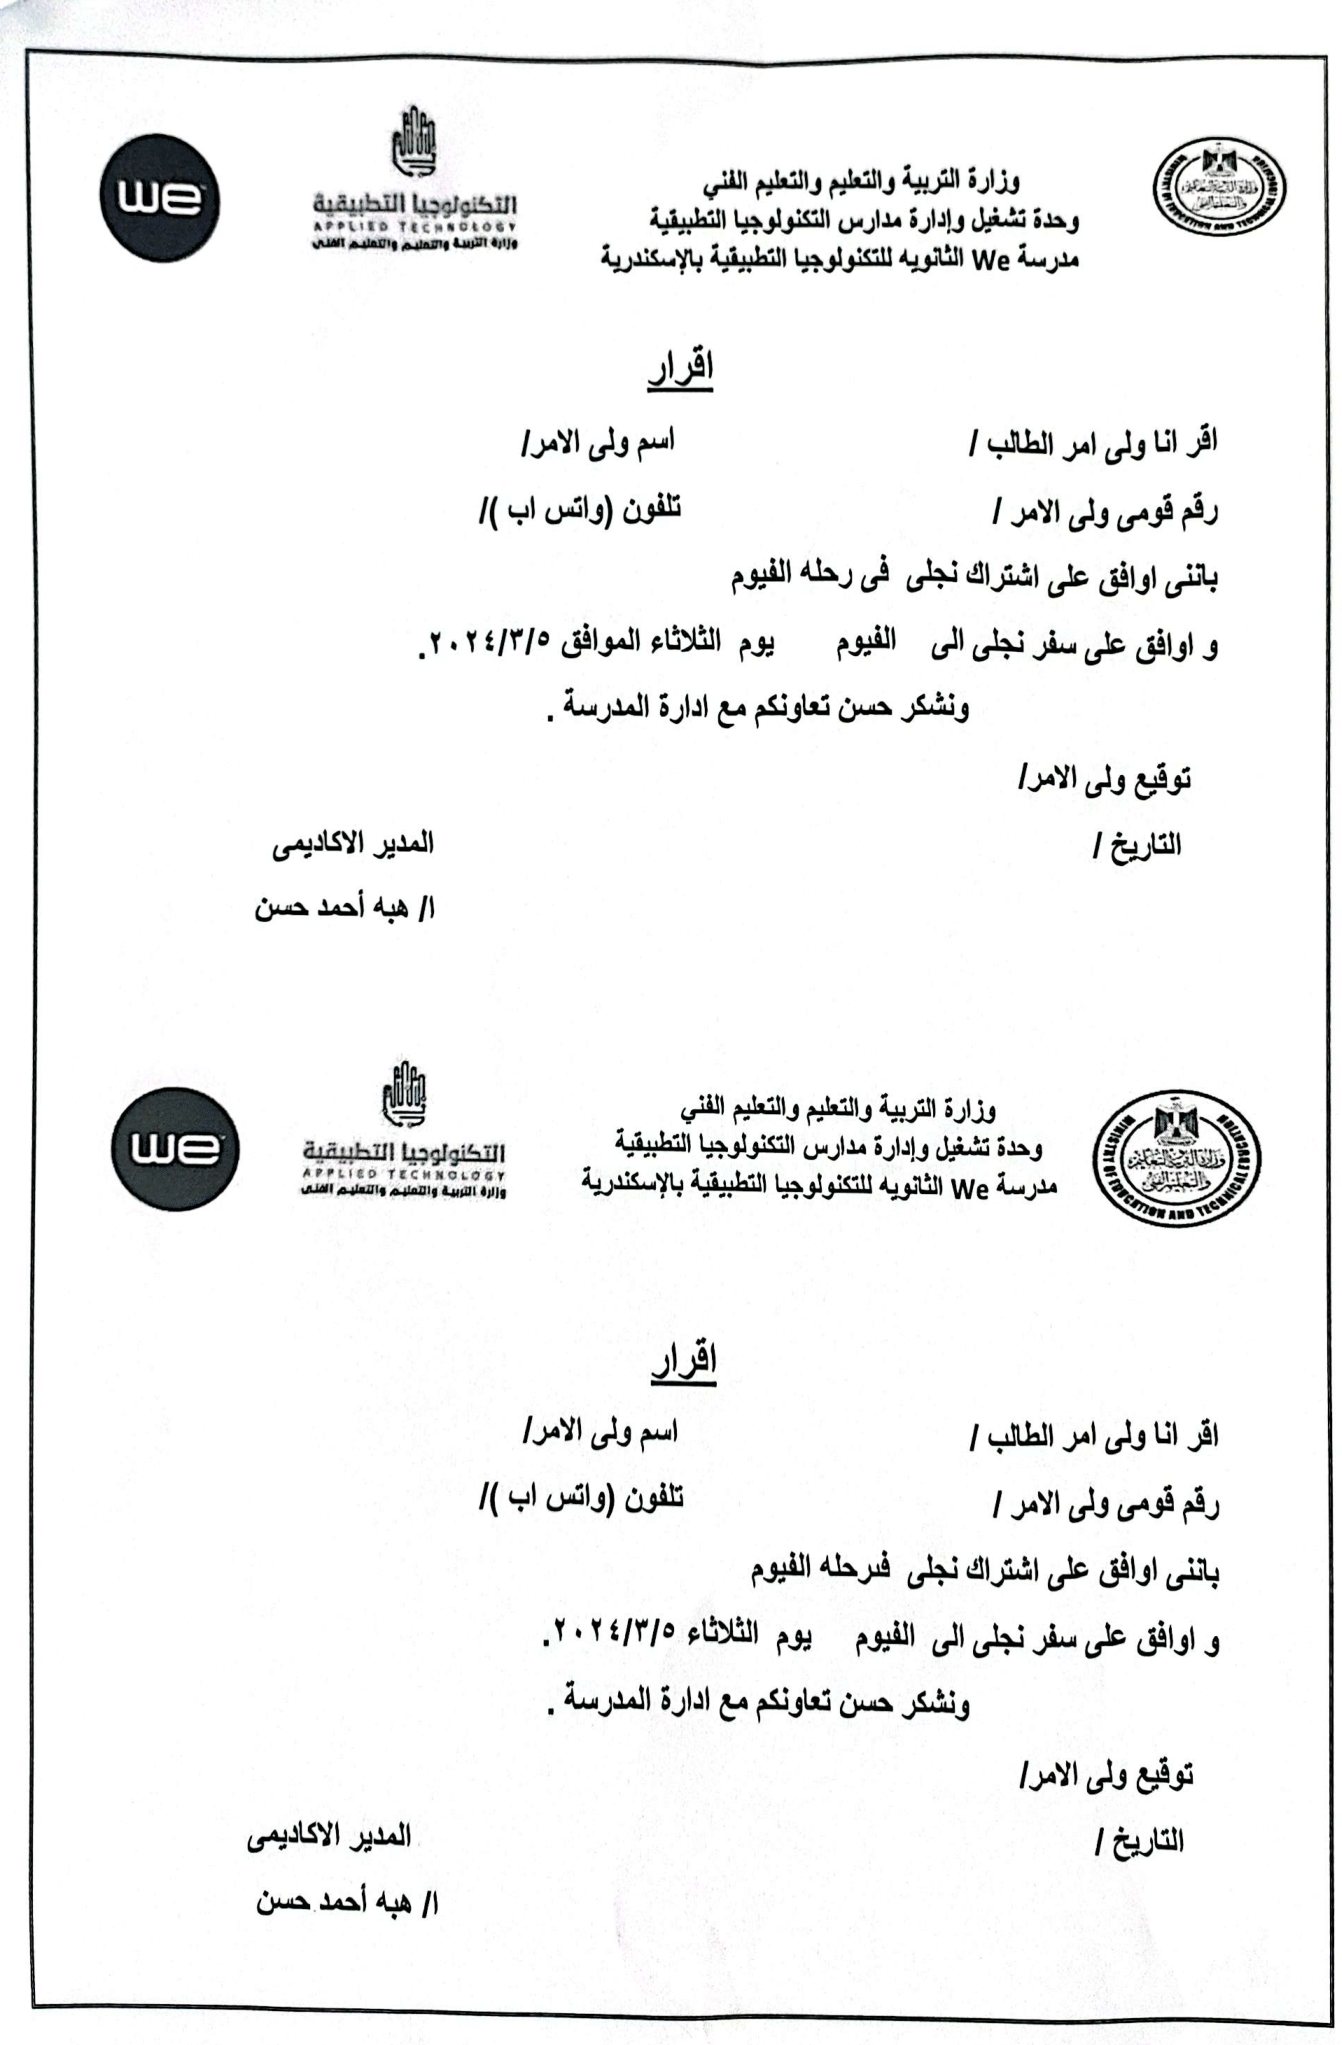 we
التكنولوجيا التطبيقية
APPLIED TECHNOLOGY
وزارة التربية والتعليم والتعليم الفني
وزارة التربية والتعليم والتعليم الفني
وحدة تشغيل وإدارة مدارس التكنولوجيا التطبيقية
مدرسة We الثانويه للتكنولوجيا التطبيقية بالإسكندرية
اقرار
اقر انا ولى امر الطالب / اسم ولى الامر/
رقم قومى ولى الامر / تلفون (واتس اب )/
باننى اوافق على اشتراك نجلى فى رحله الفيوم
و اوافق على سفر نجلى الى الفيوم يوم الثلاثاء الموافق ٢٠٢٤/٣/٥.
ونشكر حسن تعاونكم مع ادارة المدرسة .
توقيع ولى الامر/
التاريخ / المدير الاكاديمى
ا/ هبه أحمد حسن
we
التكنولوجيا التطبيقية
APPLIED TECHNOLOGY
وزارة التربية والتعليم والتعليم الفني
وزارة التربية والتعليم والتعليم الفني
وحدة تشغيل وإدارة مدارس التكنولوجيا التطبيقية
مدرسة We الثانويه للتكنولوجيا التطبيقية بالإسكندرية
MINISTRY OF EDUCATION AND TECHNICAL EDUCATION
اقرار
اقر انا ولى امر الطالب / اسم ولى الامر/
رقم قومى ولى الامر / تلفون (واتس اب )/
باننى اوافق على اشتراك نجلى فىرحله الفيوم
و اوافق على سفر نجلى الى الفيوم يوم الثلاثاء ٢٠٢٤/٣/٥.
ونشكر حسن تعاونكم مع ادارة المدرسة .
توقيع ولى الامر/
التاريخ / المدير الاكاديمى
ا/ هبه أحمد حسن